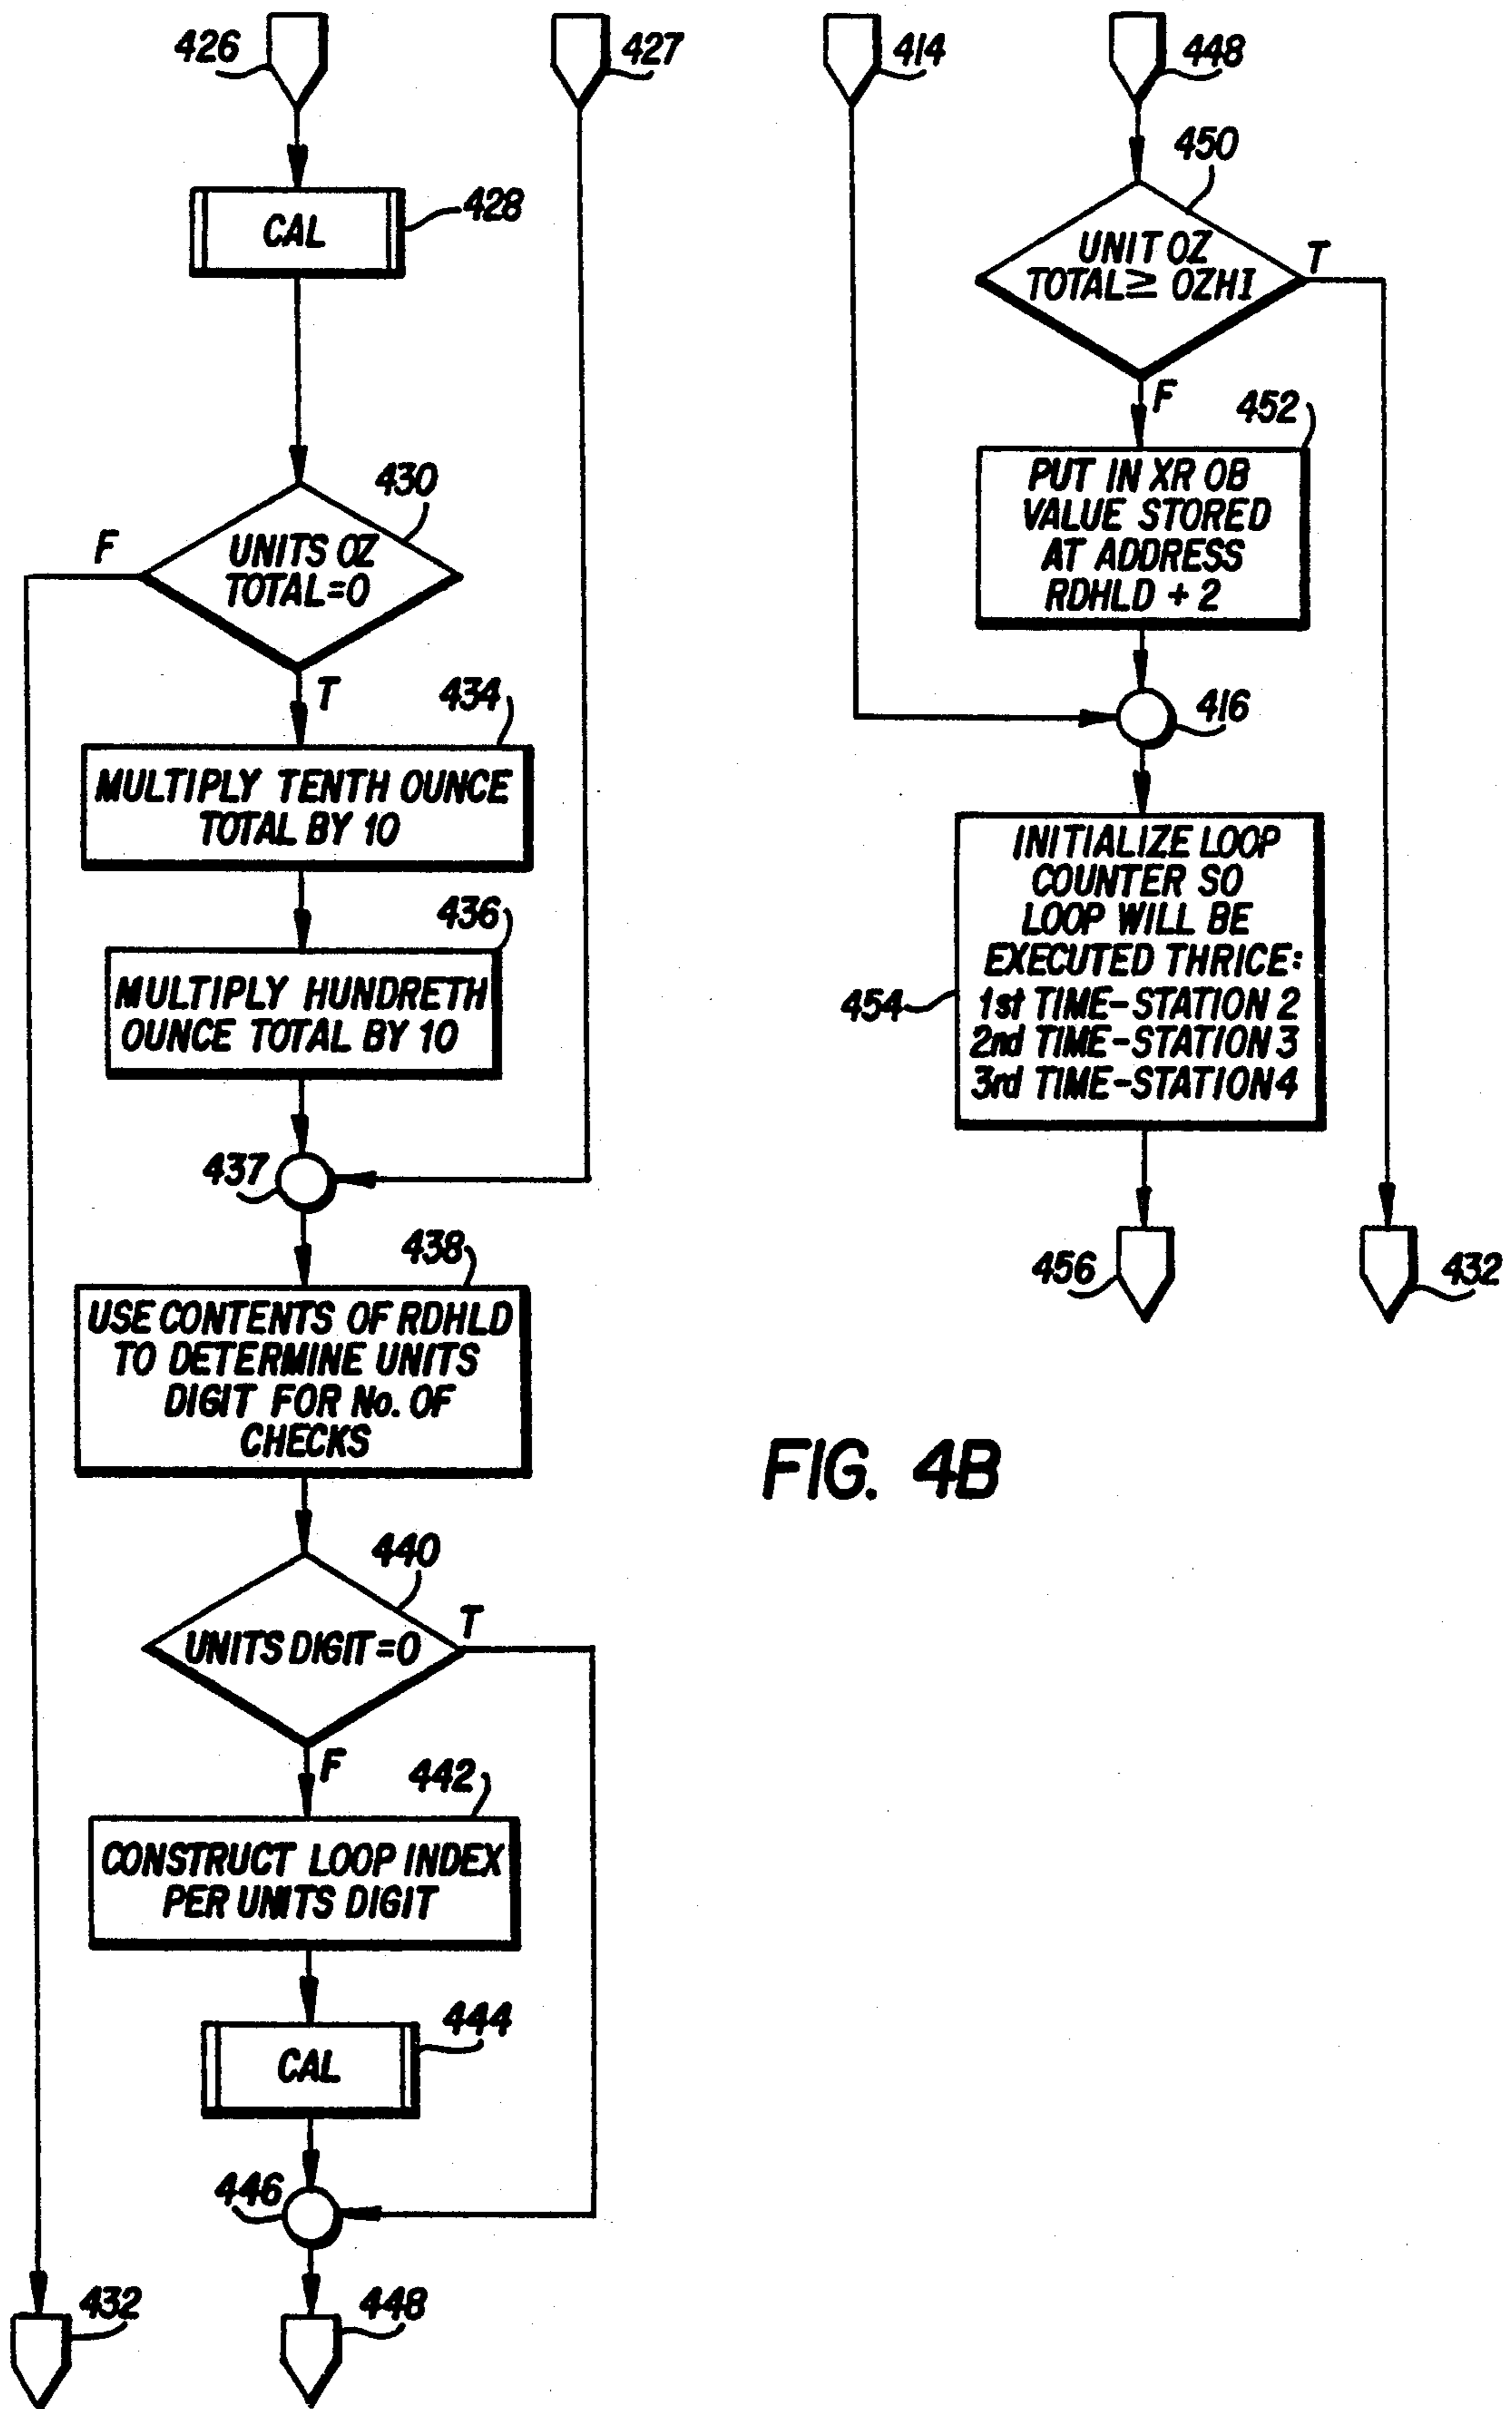 426
427
CAL
428
430
F
UNITS OZ
TOTAL=0
T
434
MULTIPLY TENTH OUNCE
TOTAL BY 10
436
MULTIPLY HUNDRETH
OUNCE TOTAL BY 10
437
438
USE CONTENTS OF RDHLD
TO DETERMINE UNITS
DIGIT FOR No. OF
CHECKS
440
T
UNITS DIGIT=0
F
442
CONSTRUCT LOOP INDEX
PER UNITS DIGIT
444
CAL
446
432
448
414
448
450
UNIT OZ
TOTAL≥ OZHI
T
F
452
PUT IN XR OB
VALUE STORED
AT ADDRESS
RDHLD + 2
416
INITIALIZE LOOP
COUNTER SO
LOOP WILL BE
EXECUTED THRICE:
1st TIME-STATION 2
2nd TIME-STATION 3
3rd TIME-STATION 4
454
456
432
FIG. 4B